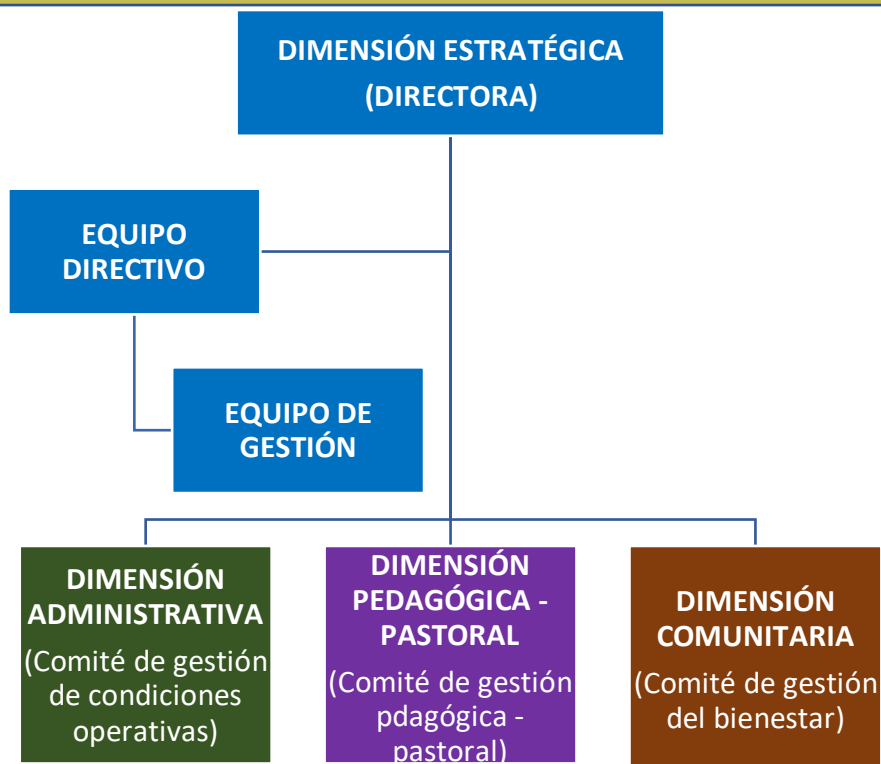 DIMENSIÓN ESTRATÉGICA
(DIRECTORA)
EQUIPO
DIRECTIVO
EQUIPO DE
GESTIÓN
DIMENSIÓN
ADMINISTRATIVA
(Comité de gestión
de condiciones
operativas)
DIMENSIÓN
PEDAGÓGICA -
PASTORAL
(Comité de gestión
pdagógica -
pastoral)
DIMENSIÓN
COMUNITARIA
(Comité de gestión
del bienestar)